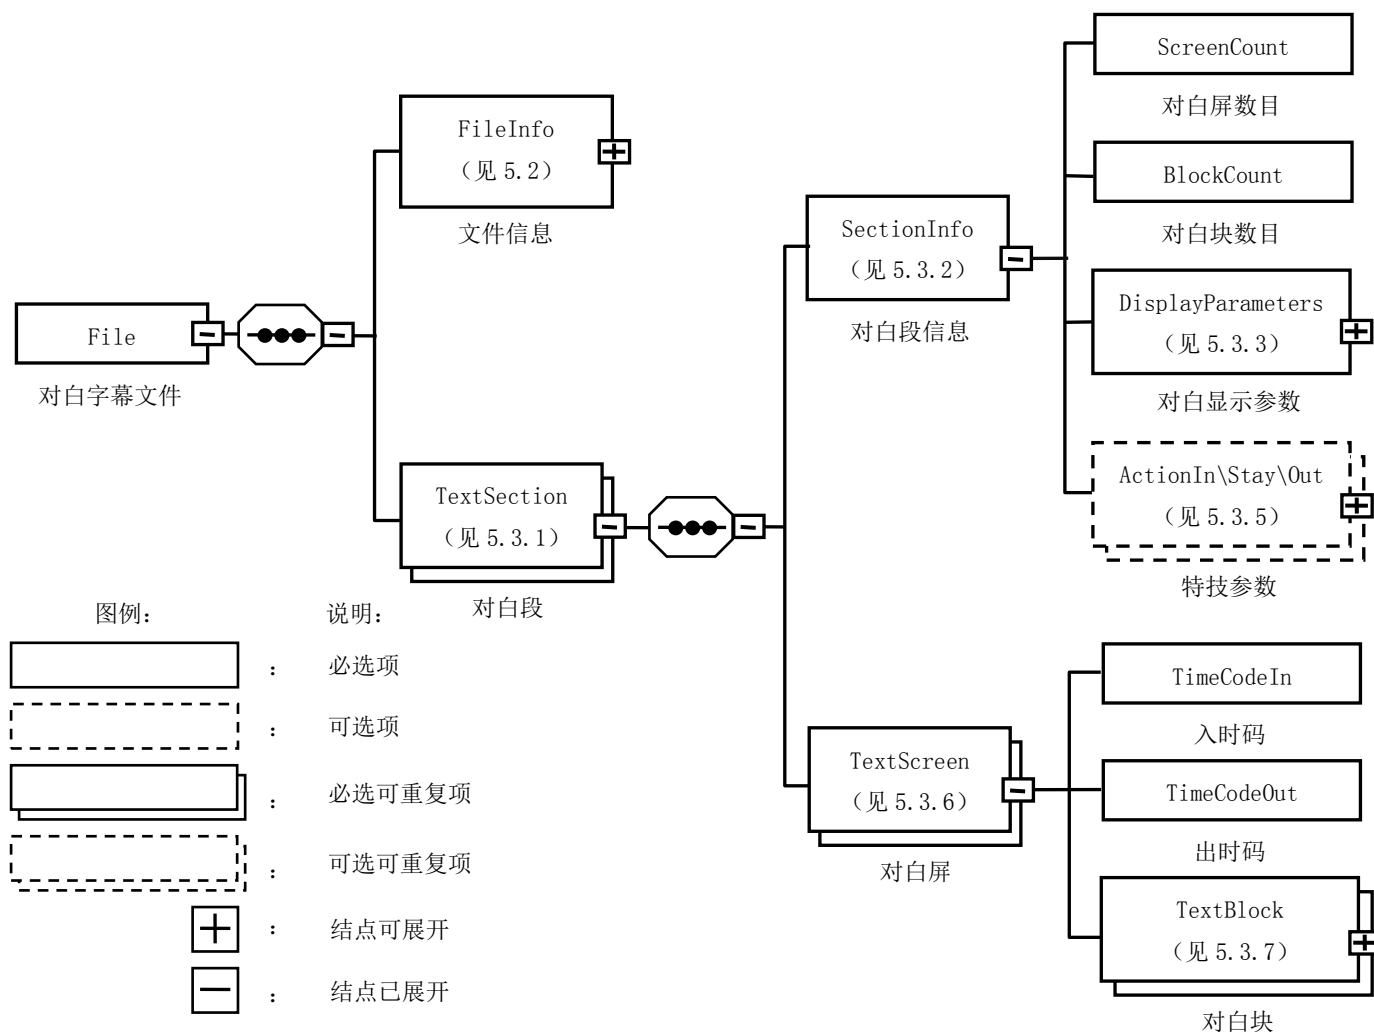 File
对白字幕文件
FileInfo
（见 5.2）
文件信息
TextSection
（见 5.3.1）
对白段
SectionInfo
（见 5.3.2）
对白段信息
ScreenCount
对白屏数目
BlockCount
对白块数目
DisplayParameters
（见 5.3.3）
对白显示参数
ActionIn\Stay\Out
（见 5.3.5）
特技参数
TextScreen
（见 5.3.6）
对白屏
TimeCodeIn
入时码
TimeCodeOut
出时码
TextBlock
（见 5.3.7）
对白块
图例： 说明：
： 必选项
： 可选项
： 必选可重复项
： 可选可重复项
： 结点可展开
： 结点已展开